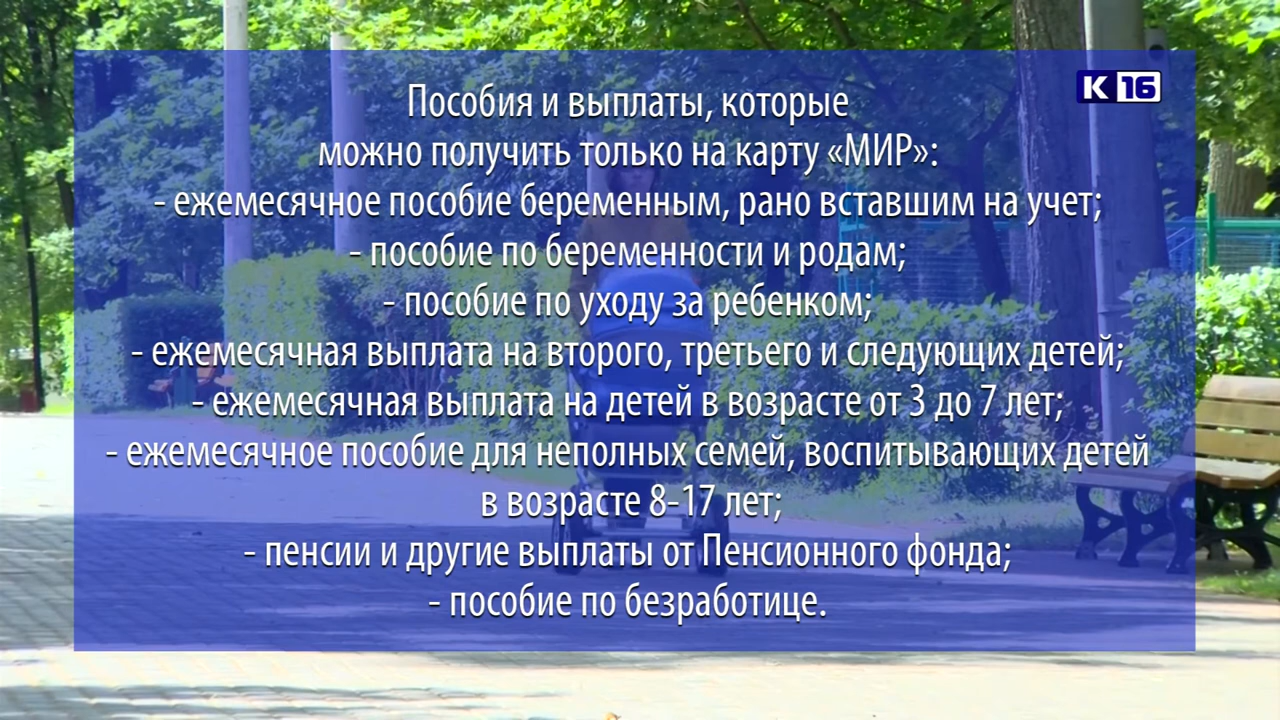 К 16
Пособия и выплаты, которые
можно получить только на карту «МИР»:
- ежемесячное пособие беременным, рано вставшим на учет;
- пособие по беременности и родам;
- пособие по уходу за ребенком;
- ежемесячная выплата на второго, третьего и следующих детей;
- ежемесячная выплата на детей в возрасте от 3 до 7 лет;
- ежемесячное пособие для неполных семей, воспитывающих детей
в возрасте 8-17 лет;
- пенсии и другие выплаты от Пенсионного фонда;
- пособие по безработице.